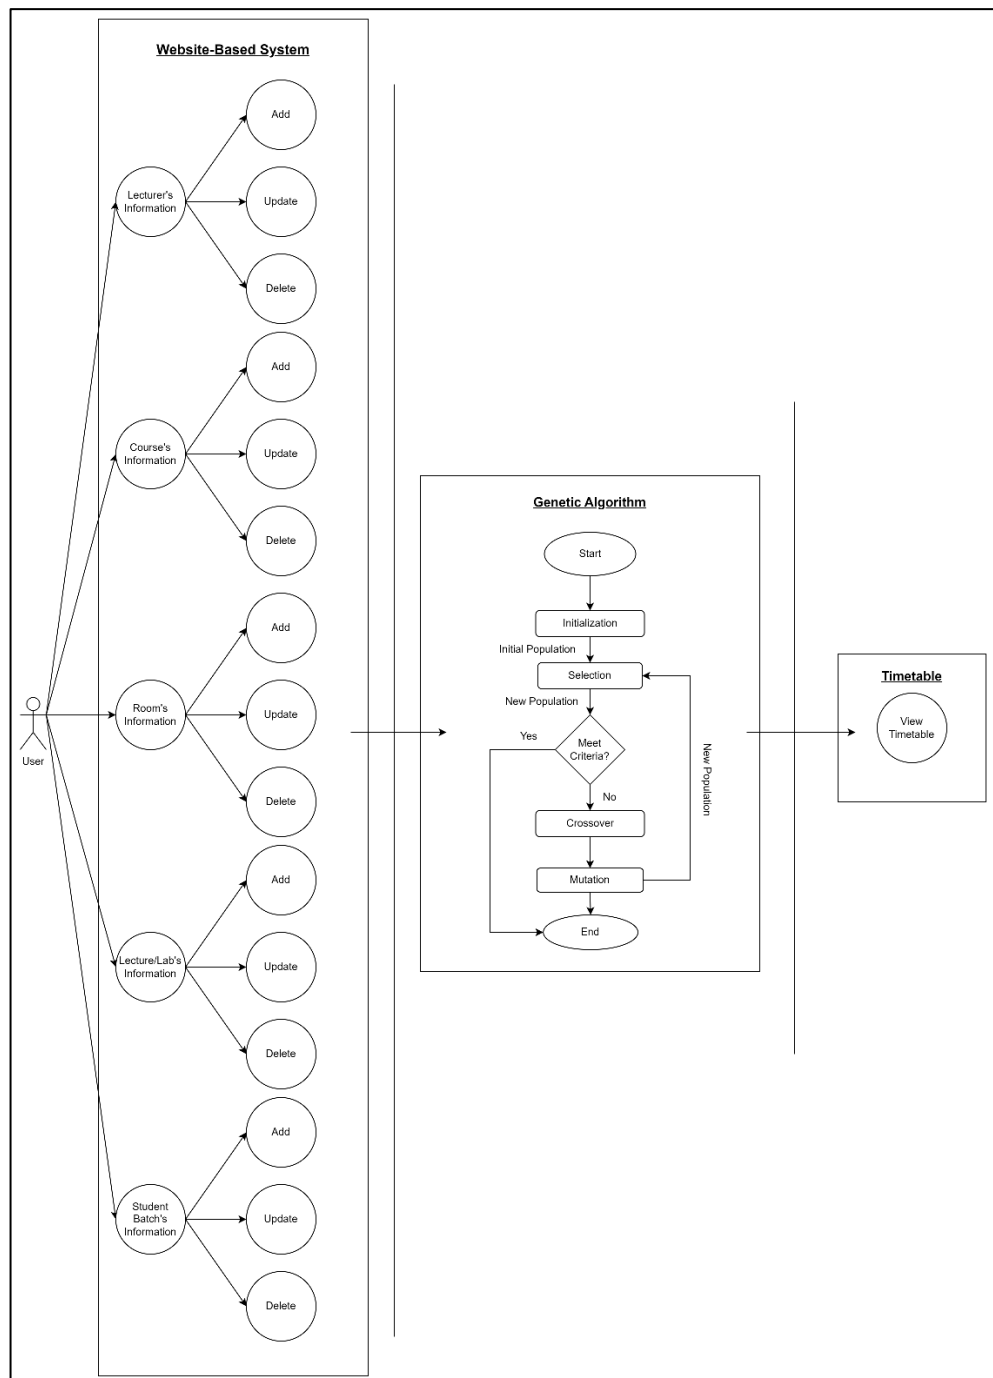 Website-Based System
Add
Lecturer's
Information
Update
Delete
Add
Course's
Information
Update
Delete
Add
Room's
Information
Update
Delete
User
Add
Lecture/Lab's
Information
Update
Delete
Add
Student
Batch's
Information
Update
Delete
Genetic Algorithm
Start
Initialization
Initial Population
Selection
New Population
Yes
Meet
Criteria?
No
Crossover
Mutation
New Population
End
Timetable
View
Timetable